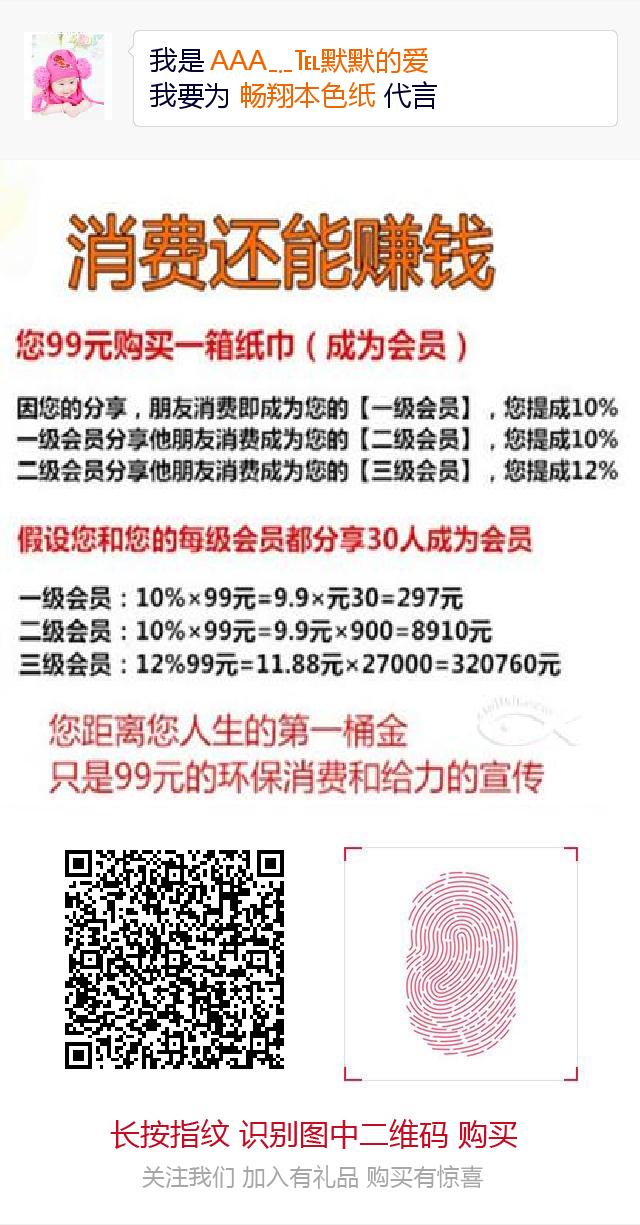 我是 AAA_._℡默默的爱
我要为 畅翔本色纸 代言
消费还能赚钱
您99元购买一箱纸巾（成为会员）
因您的分享，朋友消费即成为您的【一级会员】，您提成10%
一级会员分享他朋友消费成为您的【二级会员】，您提成10%
二级会员分享他朋友消费成为您的【三级会员】，您提成12%
假设您和您的每级会员都分享30人成为会员
一级会员：10%×99元=9.9×元30=297元
二级会员：10%×99元=9.9元×900=8910元
三级会员：12%99元=11.88元×27000=320760元
您距离您人生的第一桶金
只是99元的环保消费和给力的宣传
长按指纹 识别图中二维码 购买
关注我们 加入有礼品 购买有惊喜